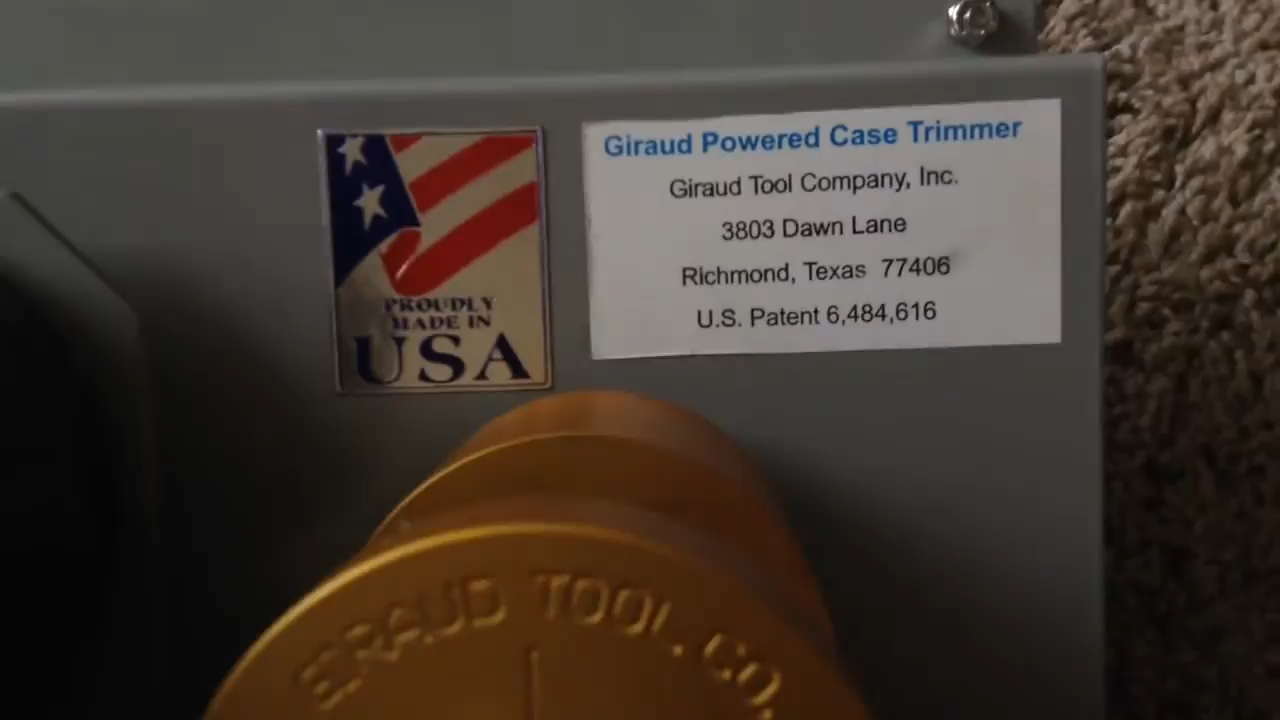 PROUDLY
MADE IN
USA
Giraud Powered Case Trimmer
Giraud Tool Company, Inc.
3803 Dawn Lane
Richmond, Texas 77406
U.S. Patent 6,484,616
GIRAUD TOOL CO.